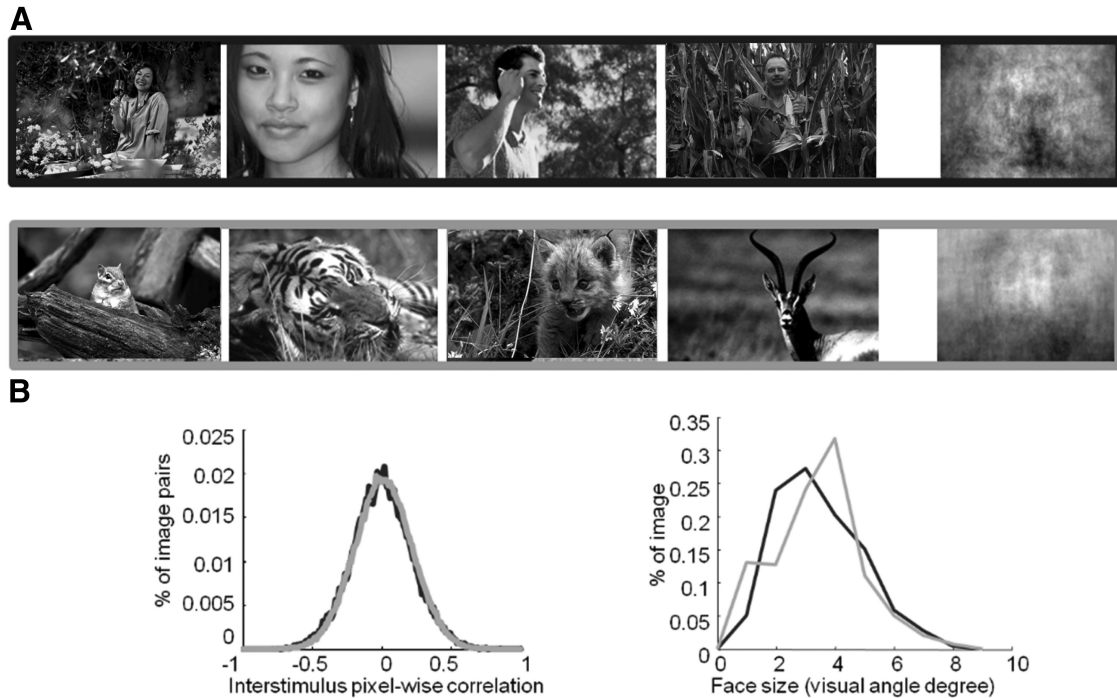 A
B
0.025
0.02
0.015
0.01
0.005
0
% of image pairs
-1 -0.5 0 0.5 1
Interstimulus pixel-wise correlation
0.35
0.3
0.25
0.2
0.15
0.1
0.05
0
% of image
0 2 4 6 8 10
Face size (visual angle degree)